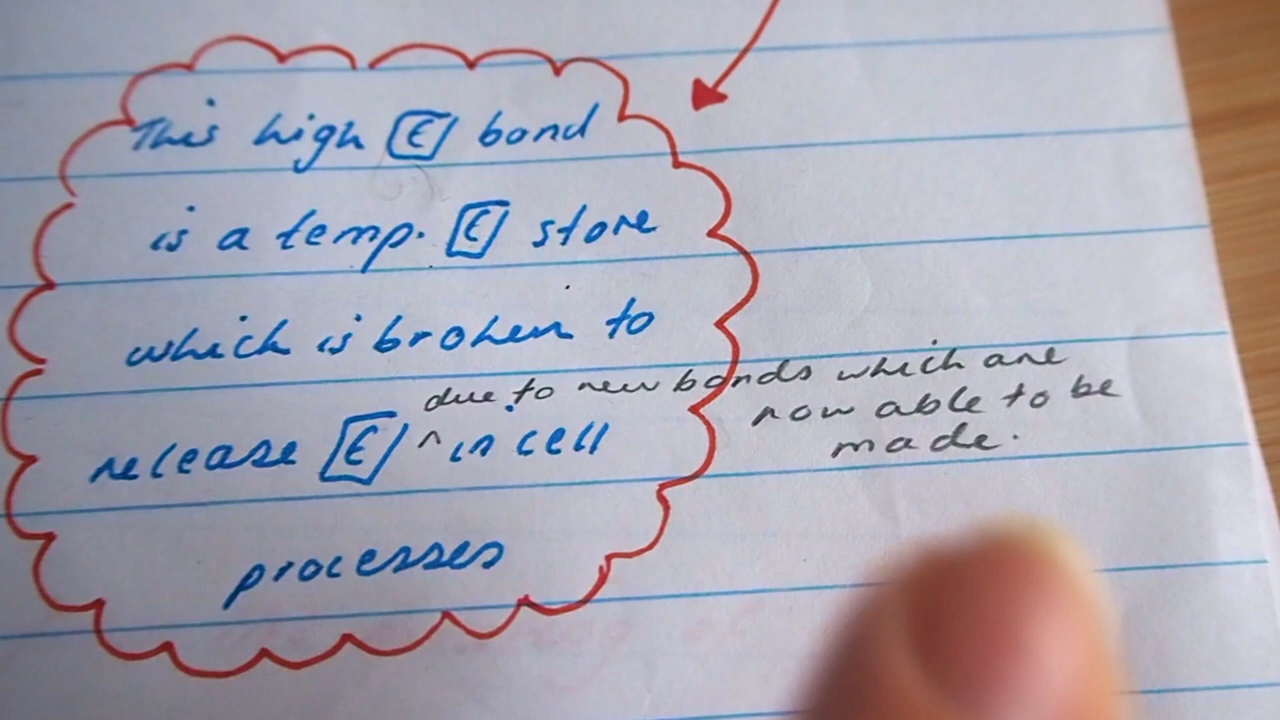 This high [E] bond
is a temp. [E] store
which is broken to
due to new bonds which are
now able to be
made.
release [E] ^ in cell
processes